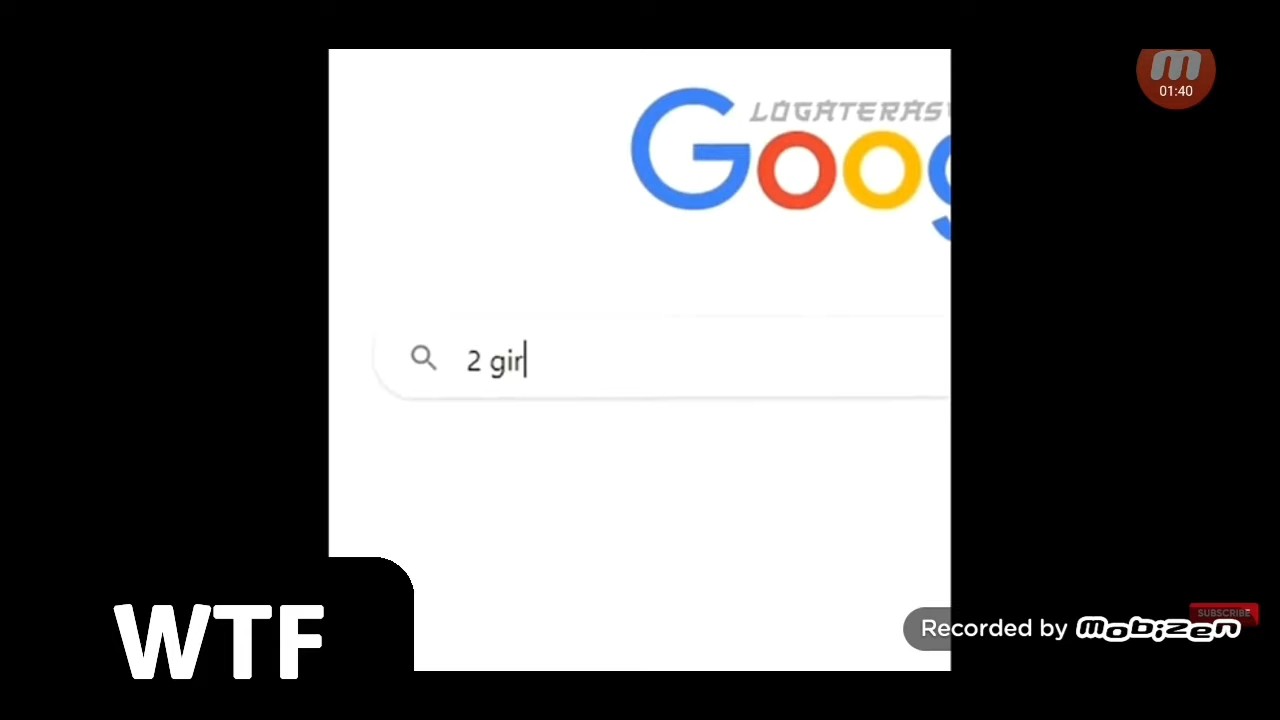 m
01:40
LOGATERAS
Goog
2 gir
WTF
SUBSCRIBE
Recorded by mobizen